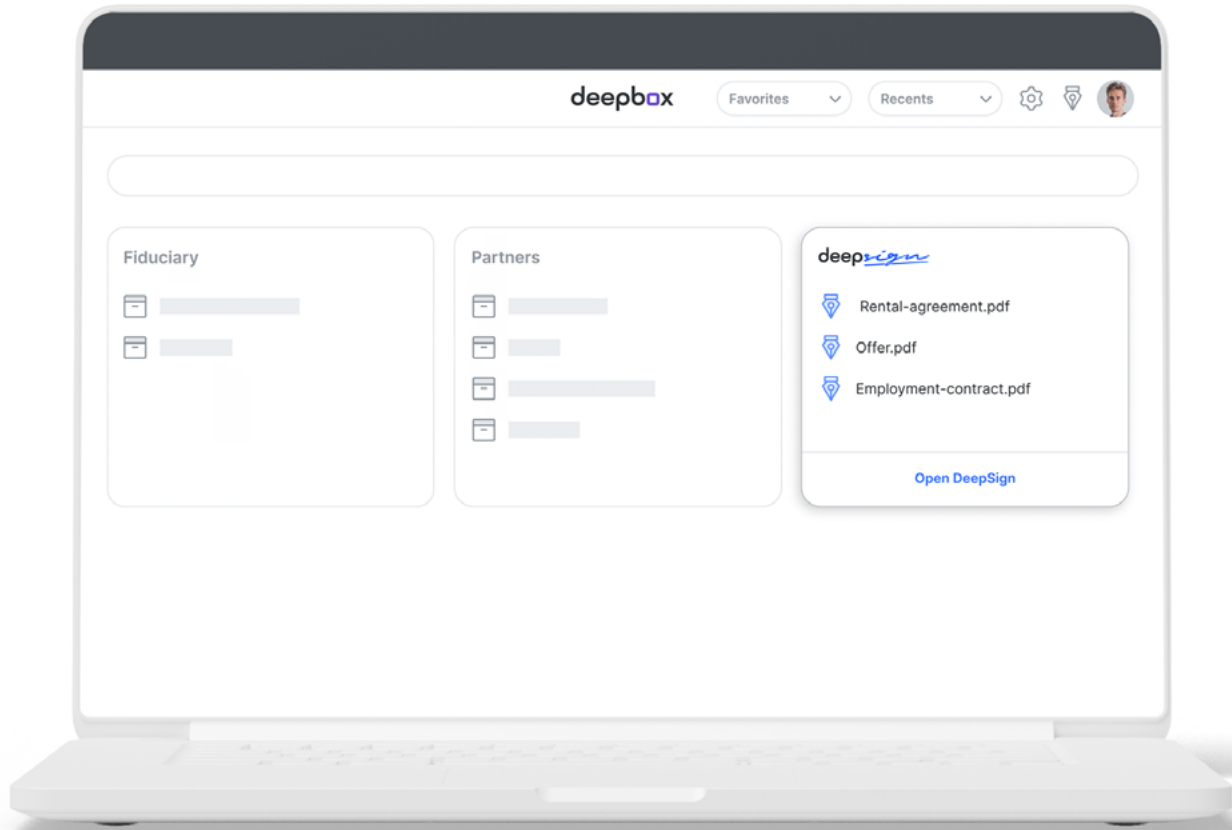 deepbox
Favorites
Recents
Fiduciary
Partners
deepsign
Rental-agreement.pdf
Offer.pdf
Employment-contract.pdf
Open DeepSign